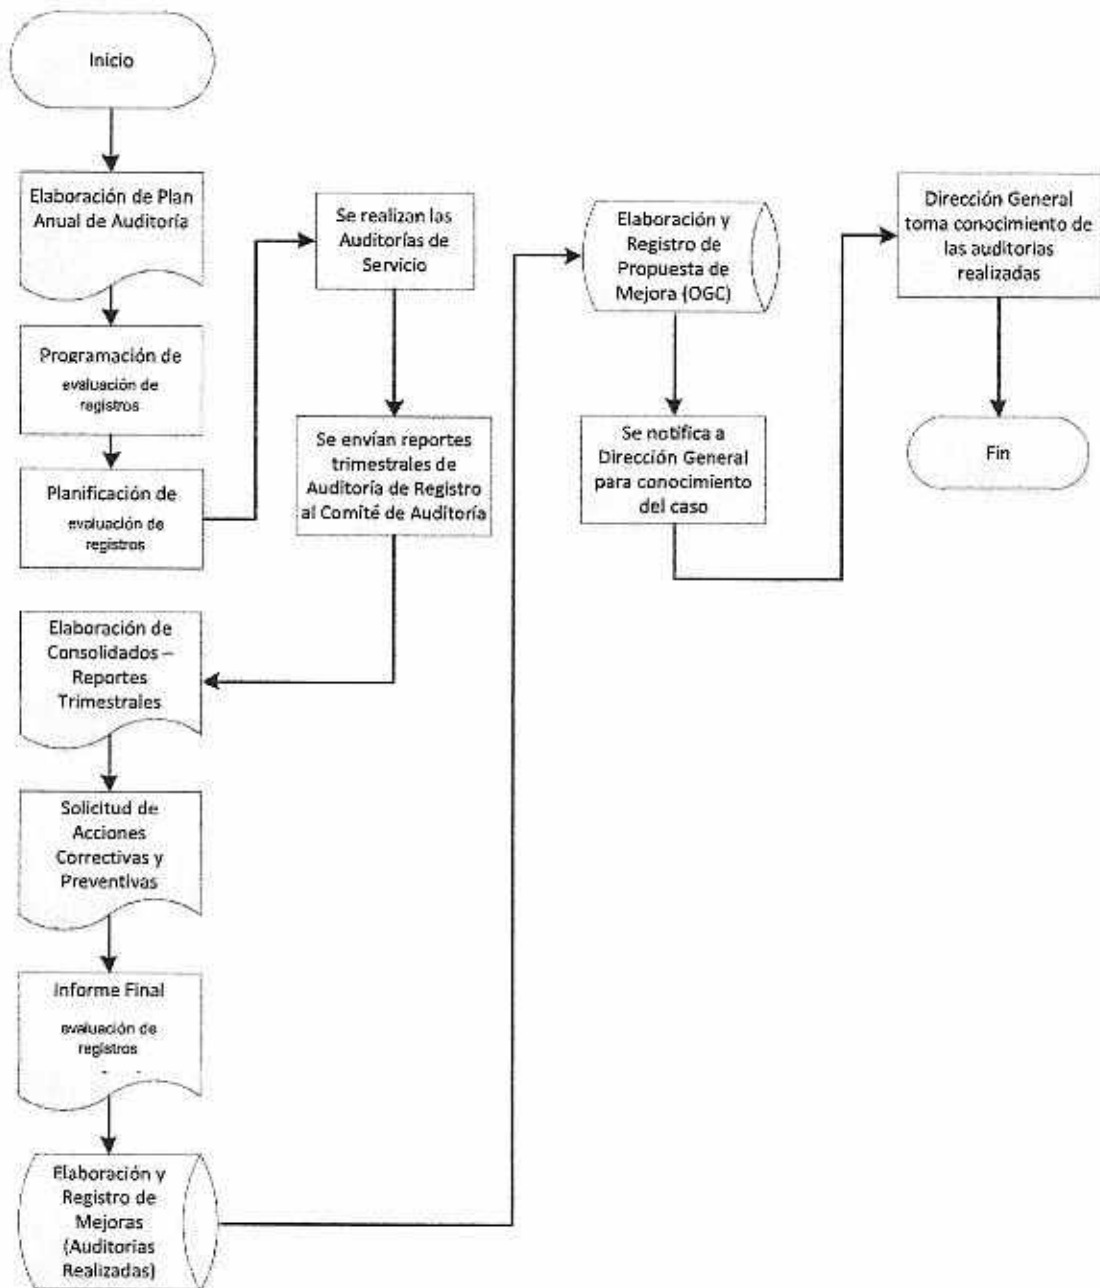 Inicio
Elaboración de Plan
Anual de Auditoría
Programación de
evaluación de
registros
Planificación de
evaluación de
registros
Se realizan las
Auditorías de
Servicio
Se envían reportes
trimestrales de
Auditoría de Registro
al Comité de Auditoría
Elaboración de
Consolidados –
Reportes
Trimestrales
Solicitud de
Acciones
Correctivas y
Preventivas
Informe Final
evaluación de
registros
Elaboración y
Registro de
Mejoras
(Auditorias
Realizadas)
Elaboración y
Registro de
Propuesta de
Mejora (OGC)
Se notifica a
Dirección General
para conocimiento
del caso
Dirección General
toma conocimiento de
las auditorias
realizadas
Fin